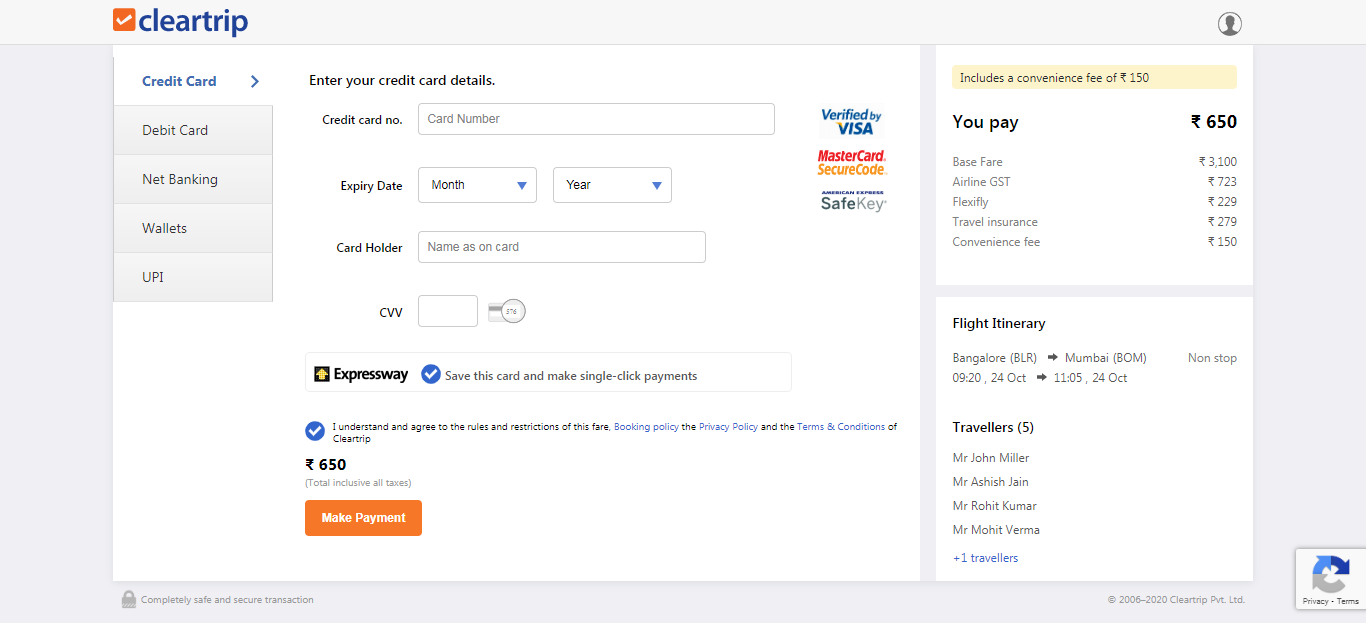 cleartrip
Credit Card
Debit Card
Net Banking
Wallets
UPI
Enter your credit card details.
Credit card no.
Card Number
Expiry Date
Month
Year
Card Holder
Name as on card
CVV
376
Verified by
VISA
MasterCard.
SecureCode.
AMERICAN EXPRESS
SafeKey
Expressway
Save this card and make single-click payments
I understand and agree to the rules and restrictions of this fare, Booking policy the Privacy Policy and the Terms & Conditions of
Cleartrip
₹ 650
(Total inclusive all taxes)
Make Payment
Includes a convenience fee of ₹ 150
You pay ₹ 650
Base Fare ₹ 3,100
Airline GST ₹ 723
Flexifly ₹ 229
Travel insurance ₹ 279
Convenience fee ₹ 150
Flight Itinerary
Bangalore (BLR) Mumbai (BOM) Non stop
09:20 , 24 Oct 11:05 , 24 Oct
Travellers (5)
Mr John Miller
Mr Ashish Jain
Mr Rohit Kumar
Mr Mohit Verma
+1 travellers
Completely safe and secure transaction
© 2006–2020 Cleartrip Pvt. Ltd.
Privacy - Terms